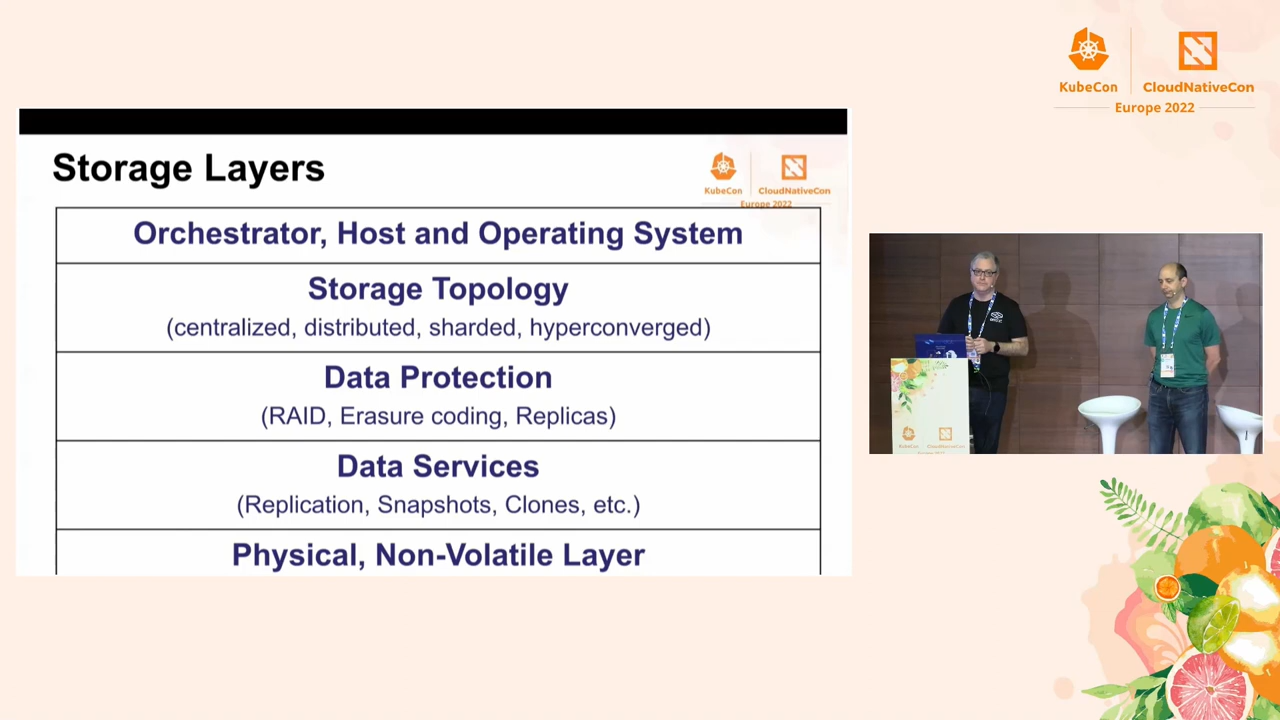 KubeCon
CloudNativeCon
Europe 2022
Storage Layers
KubeCon
CloudNativeCon
Europe 2022
Orchestrator, Host and Operating System
Storage Topology
(centralized, distributed, sharded, hyperconverged)
Data Protection
(RAID, Erasure coding, Replicas)
Data Services
(Replication, Snapshots, Clones, etc.)
Physical, Non-Volatile Layer